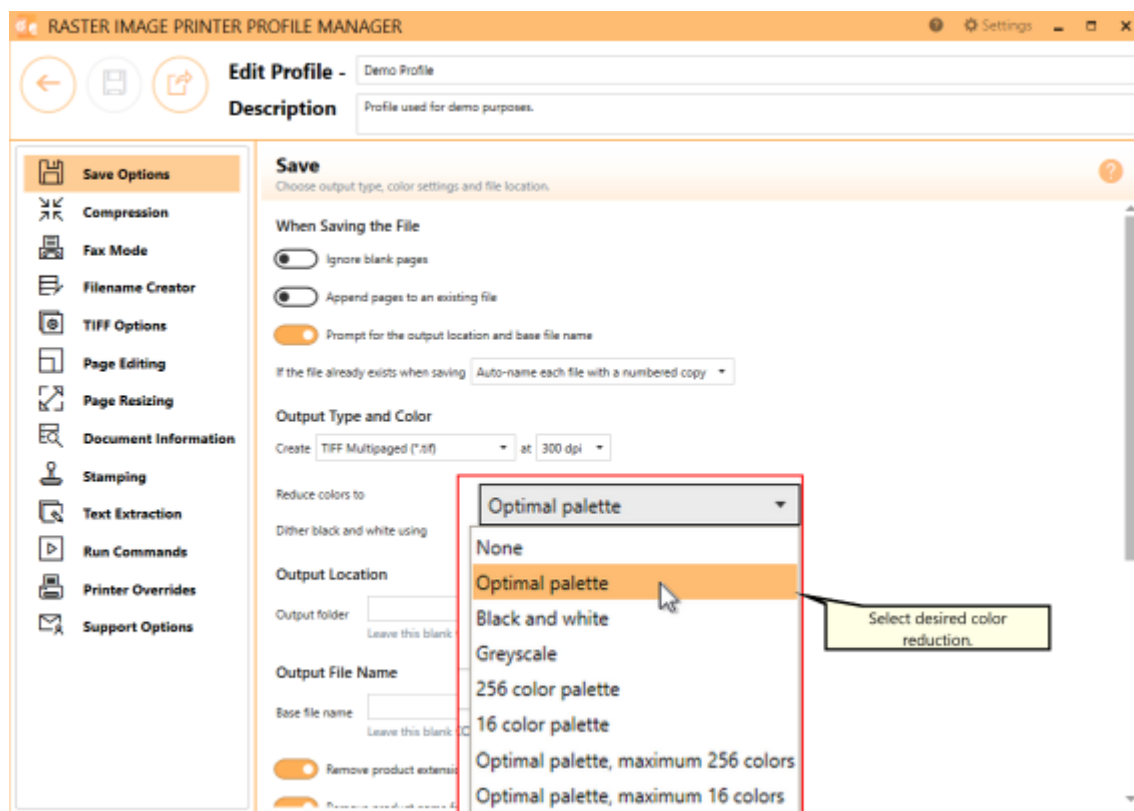 RASTER IMAGE PRINTER PROFILE MANAGER
Settings
Edit Profile - Demo Profile
Description Profile used for demo purposes.
Save Options
Compression
Fax Mode
Filename Creator
TIFF Options
Page Editing
Page Resizing
Document Information
Stamping
Text Extraction
Run Commands
Printer Overrides
Support Options
Save
Choose output type, color settings and file location.
When Saving the File
Ignore blank pages
Append pages to an existing file
Prompt for the output location and base file name
If the file already exists when saving Auto-name each file with a numbered copy
Output Type and Color
Create TIFF Multipaged (*.tif) at 300 dpi
Reduce colors to
Optimal palette
Dither black and white using
None
Optimal palette
Black and white
Greyscale
256 color palette
16 color palette
Optimal palette, maximum 256 colors
Optimal palette, maximum 16 colors
Select desired color
reduction.
Output Location
Output folder
Leave this blank
Output File Name
Base file name
Leave this blank
Remove product extensi